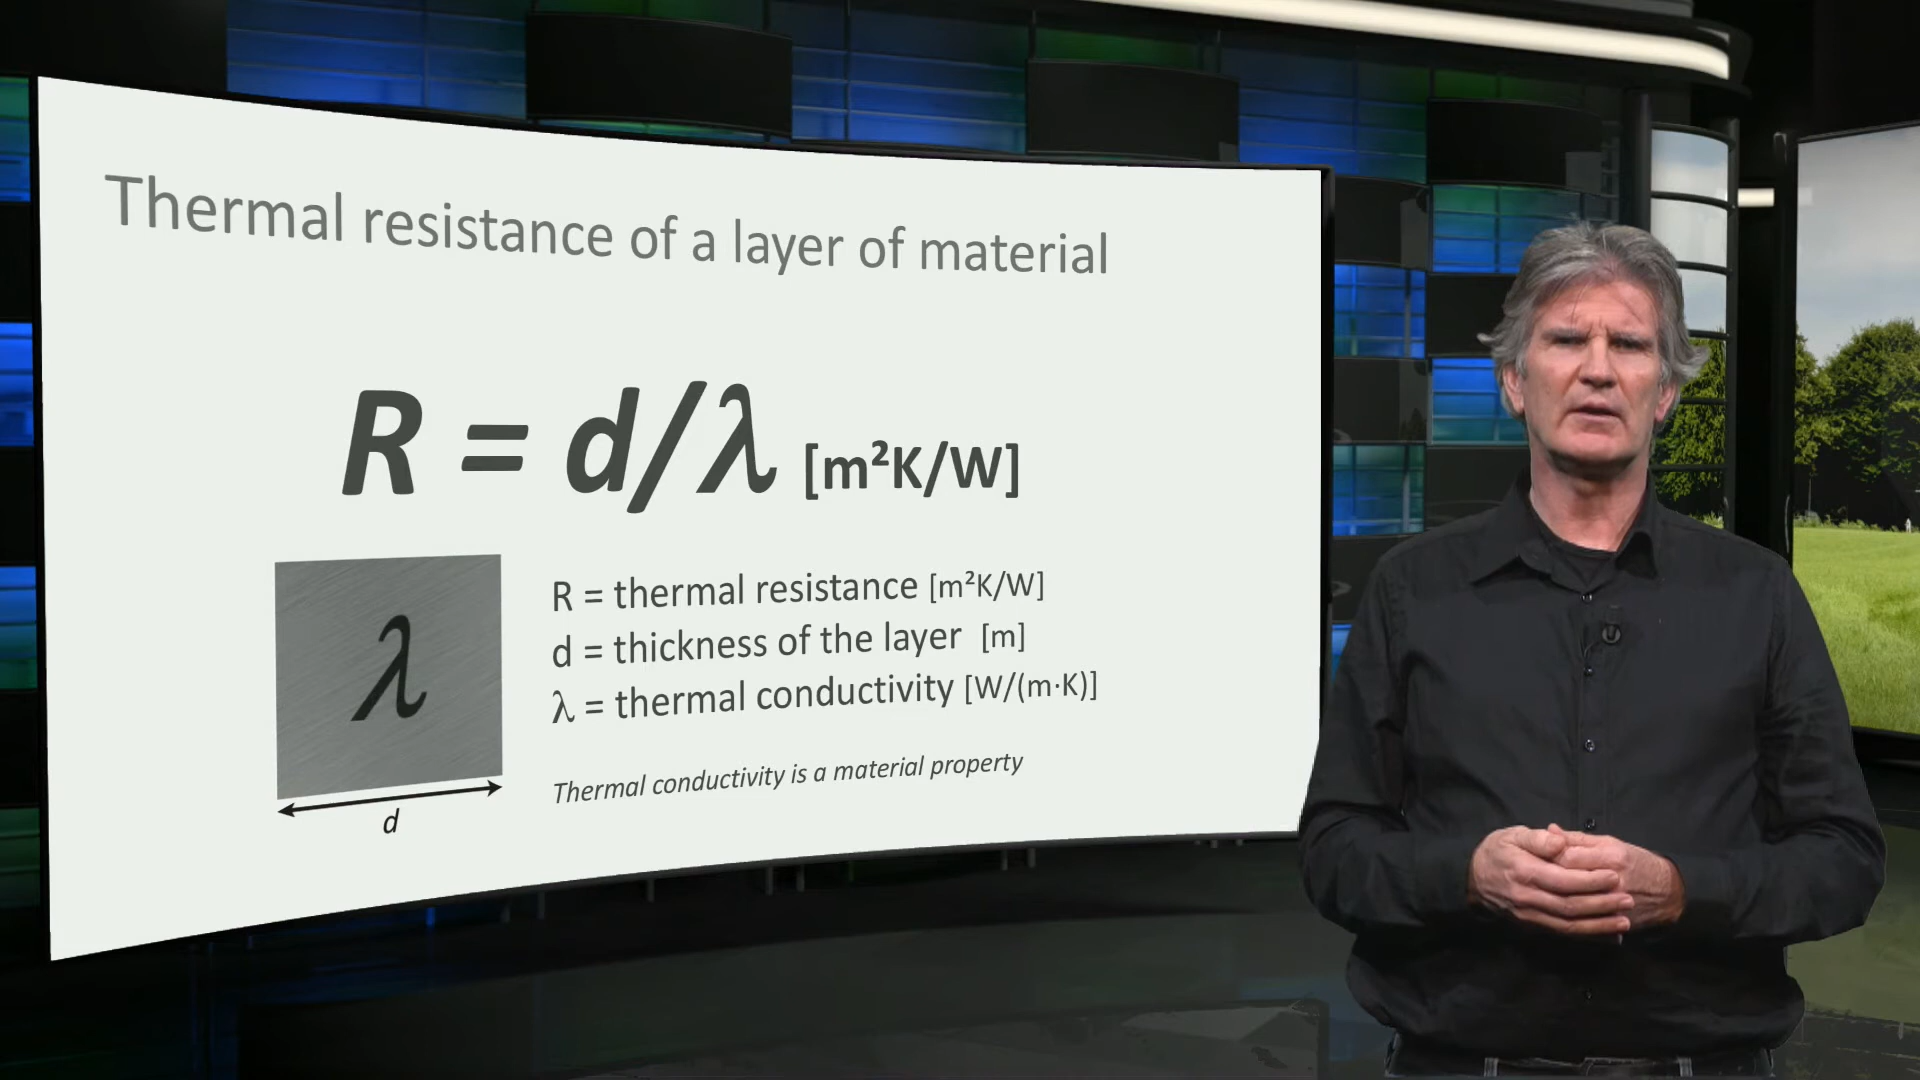 Thermal resistance of a layer of material
R = d/λ [m²K/W]
λ
d
R = thermal resistance [m²K/W]
d = thickness of the layer [m]
λ = thermal conductivity [W/(m·K)]
Thermal conductivity is a material property